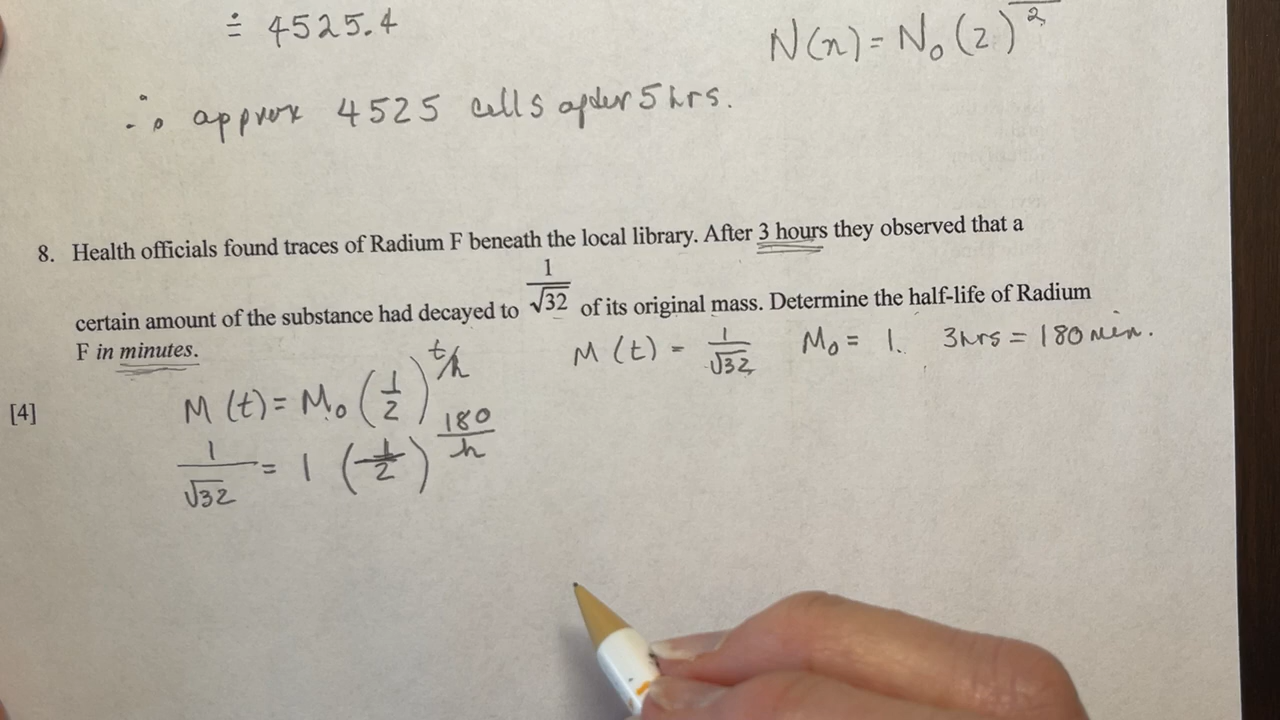 ≐ 4525.4
N(n) = N₀(2)^‾2
∴ approx 4525 cells after 5 hrs.
8. Health officials found traces of Radium F beneath the local library. After 3 hours they observed that a
certain amount of the substance had decayed to 1/√32 of its original mass. Determine the half-life of Radium
F in minutes.
M(t) = 1/√32 M₀ = 1. 3hrs = 180 min.
[4]
M(t) = M₀(1/2)^t/h
1/√32 = 1 (1/2)^180/h